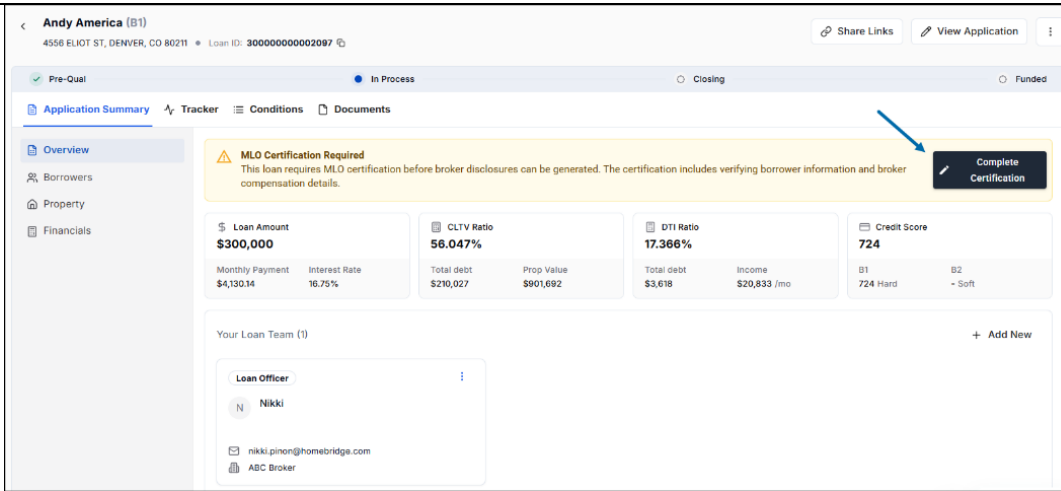 Andy America (B1)
4556 ELIOT ST, DENVER, CO 80211 • Loan ID: 300000000002097
Share Links
View Application
Pre-Qual
In Process
Closing
Funded
Application Summary
Tracker
Conditions
Documents
Overview
Borrowers
Property
Financials
MLO Certification Required
This loan requires MLO certification before broker disclosures can be generated. The certification includes verifying borrower information and broker
compensation details.
Complete
Certification
$ Loan Amount
$300,000
Monthly Payment Interest Rate
$4,130.14 16.75%
CLTV Ratio
56.047%
Total debt Prop Value
$210,027 $901,692
DTI Ratio
17.366%
Total debt Income
$3,618 $20,833 /mo
Credit Score
724
B1 B2
724 Hard - Soft
Your Loan Team (1)
+ Add New
Loan Officer
N Nikki
nikki.pinon@homebridge.com
ABC Broker